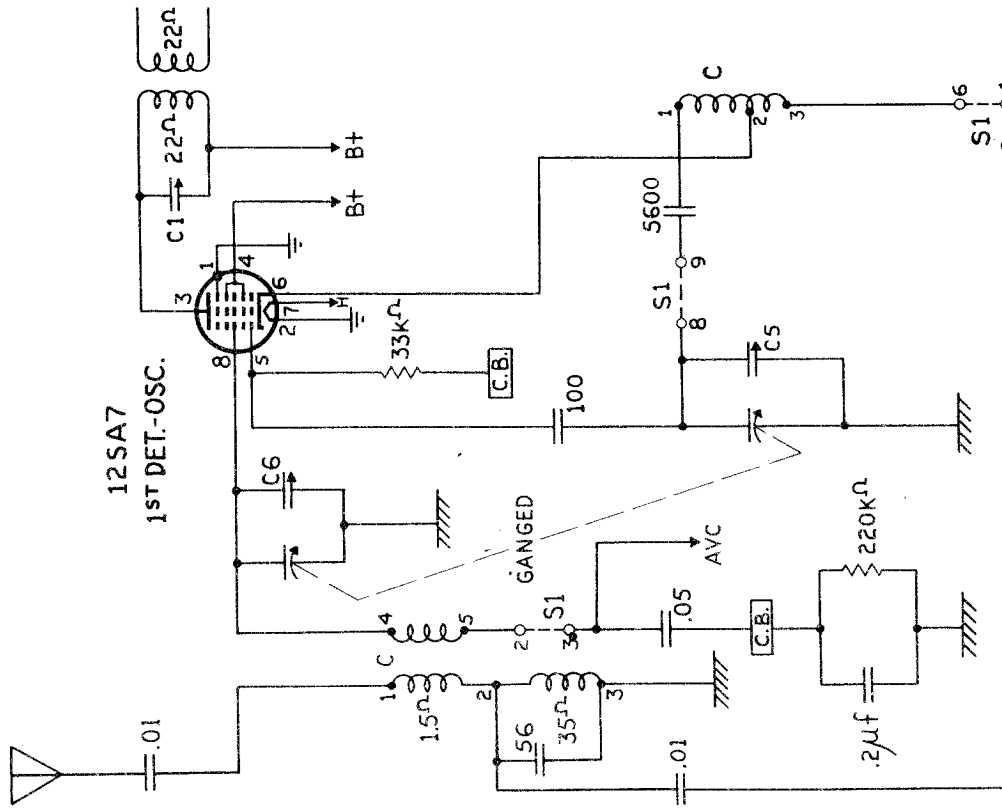 22Ω
22Ω
C1
B+
B+
12SA7
1ST DET.-OSC.
3
1
4
8
5
2
7
6
H
33KΩ
C.B.
C6
GANGED
100
C5
S1
8
9
5600
1
2
3
C
6
S1
.01
C
4
5
1
1.5Ω
2
35Ω
3
56
2
S1
3
AVC
.05
C.B.
220KΩ
.2µf
.01